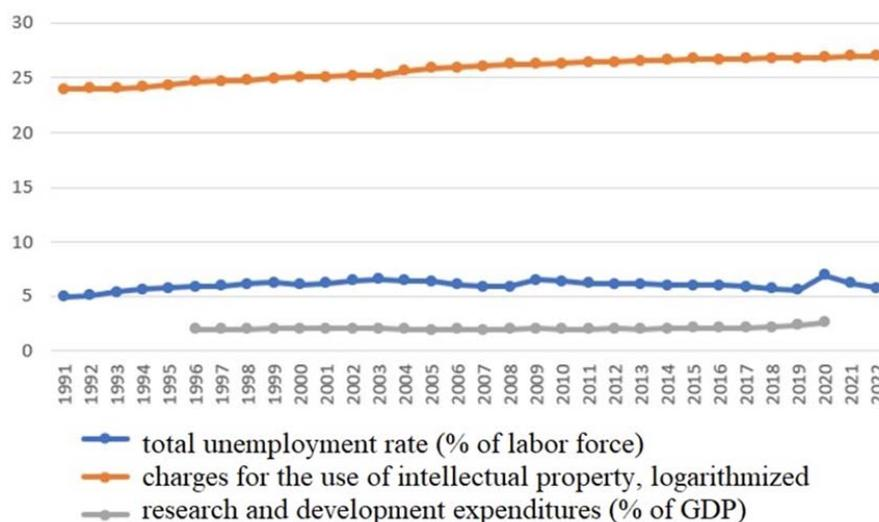 30
25
20
15
10
5
0
1991 1992 1993 1994 1995 1996 1997 1998 1999 2000 2001 2002 2003 2004 2005 2006 2007 2008 2009 2010 2011 2012 2013 2014 2015 2016 2017 2018 2019 2020 2021 2022
total unemployment rate (% of labor force)
charges for the use of intellectual property, logarithmized
research and development expenditures (% of GDP)